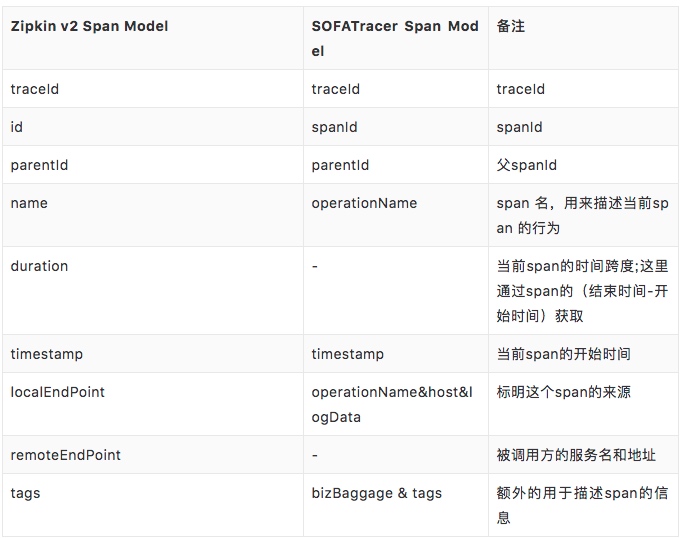 Zipkin v2 Span Model SOFATracer Span Mod 备注
el
traceId traceId traceId
id spanId spanId
parentId parentId 父spanId
name operationName span 名，用来描述当前sp
an 的行为
duration - 当前span的时间跨度;这里
通过span的（结束时间-开
始时间）获取
timestamp timestamp 当前span的开始时间
localEndPoint operationName&host&l 标明这个span的来源
ogData
remoteEndPoint - 被调用方的服务名和地址
tags bizBaggage & tags 额外的用于描述span的信
息